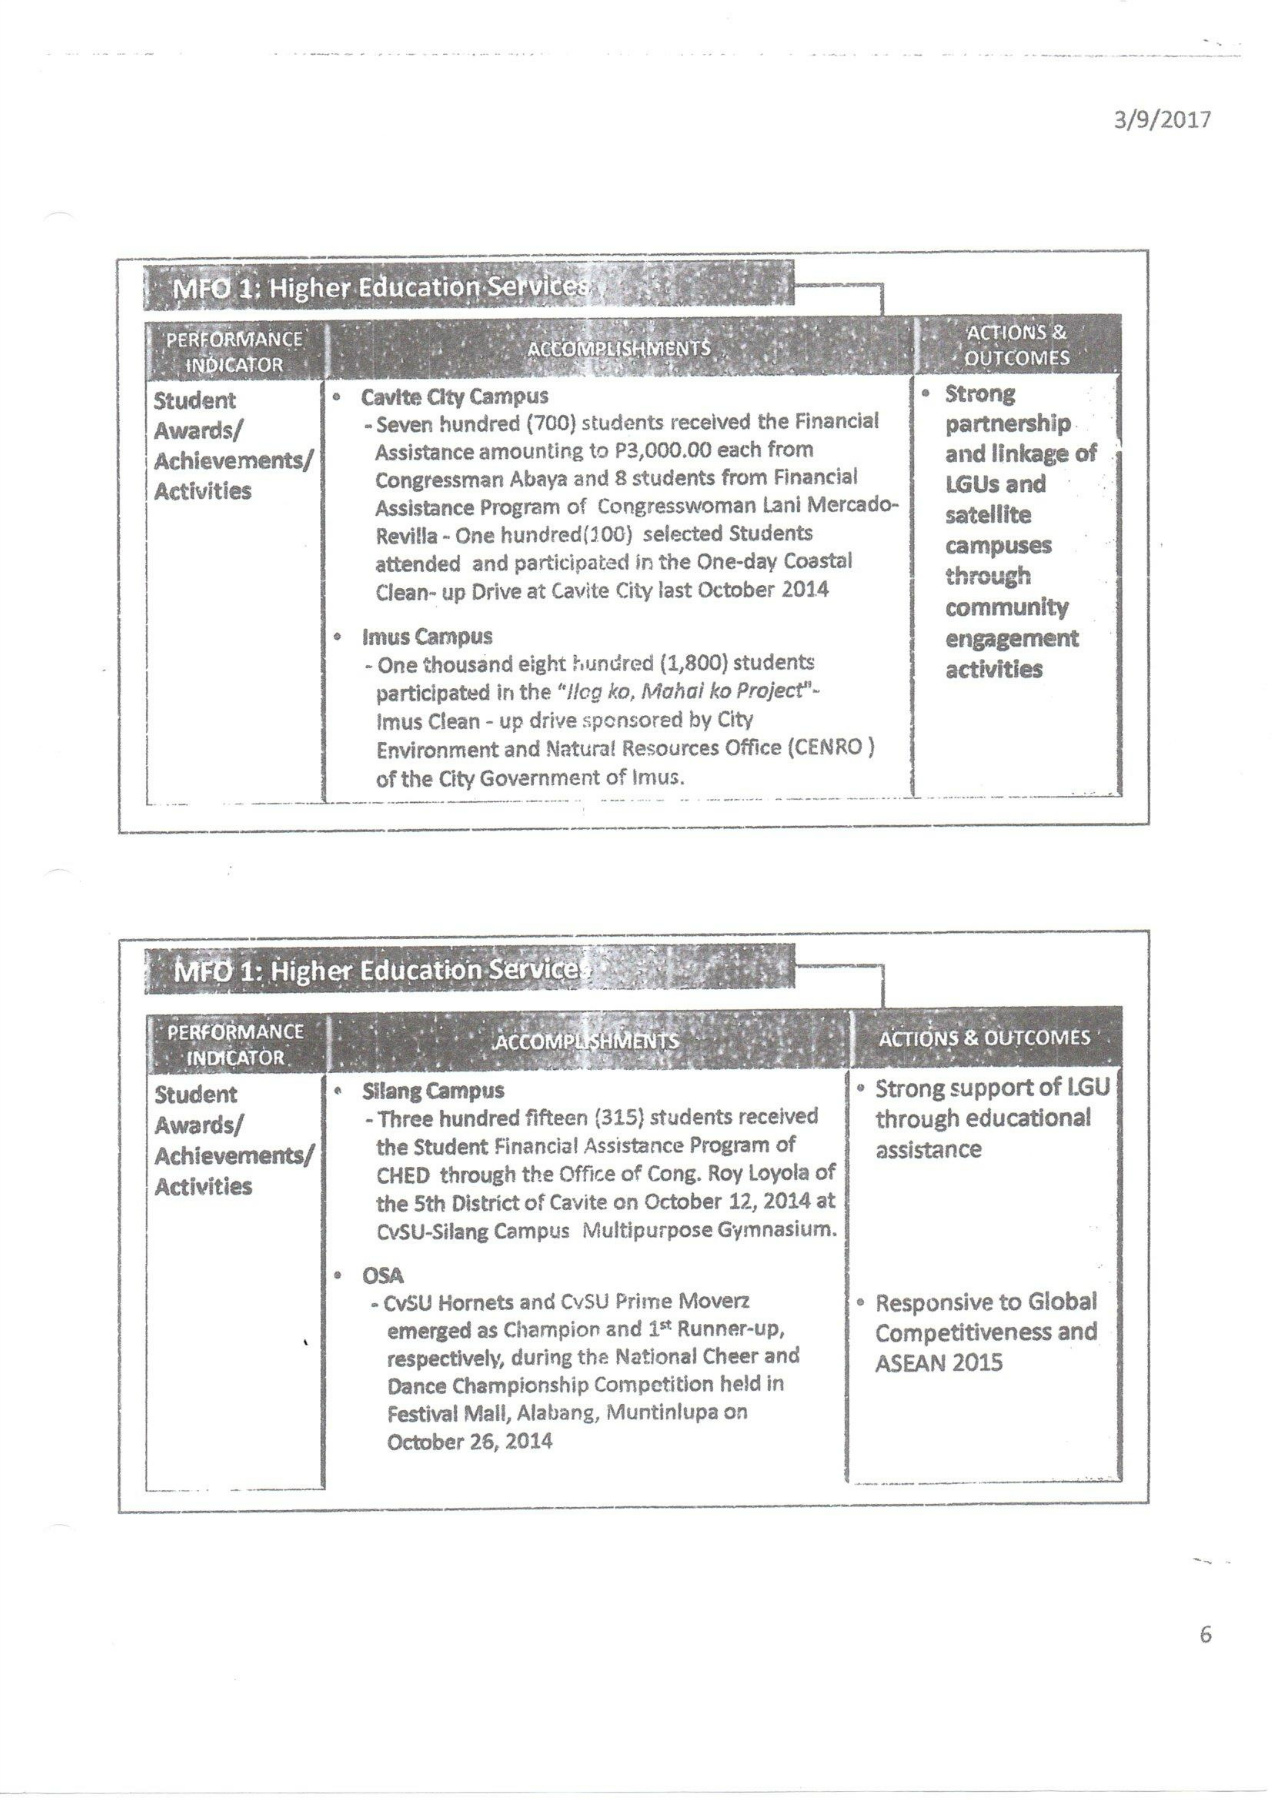 3/9/2017
MFO 1: Higher Education Services
PERFORMANCE
INDICATOR
ACCOMPLISHMENTS
ACTIONS &
OUTCOMES
Student
Awards/
Achievements/
Activities
• Cavite City Campus
- Seven hundred (700) students received the Financial
Assistance amounting to P3,000.00 each from
Congressman Abaya and 8 students from Financial
Assistance Program of Congresswoman Lani Mercado-
Revilla - One hundred(100) selected Students
attended and participated in the One-day Coastal
Clean- up Drive at Cavite City last October 2014
• Imus Campus
- One thousand eight hundred (1,800) students
participated in the "Ilog ko, Mahal ko Project"-
Imus Clean - up drive sponsored by City
Environment and Natural Resources Office (CENRO )
of the City Government of Imus.
• Strong
partnership
and linkage of
LGUs and
satellite
campuses
through
community
engagement
activities
MFO 1: Higher Education Services
PERFORMANCE
INDICATOR
ACCOMPLISHMENTS
ACTIONS & OUTCOMES
Student
Awards/
Achievements/
Activities
• Silang Campus
- Three hundred fifteen (315) students received
the Student Financial Assistance Program of
CHED through the Office of Cong. Roy Loyola of
the 5th District of Cavite on October 12, 2014 at
CvSU-Silang Campus Multipurpose Gymnasium.
• OSA
- CvSU Hornets and CvSU Prime Moverz
emerged as Champion and 1st Runner-up,
respectively, during the National Cheer and
Dance Championship Competition held in
Festival Mall, Alabang, Muntinlupa on
October 26, 2014
• Strong support of LGU
through educational
assistance
• Responsive to Global
Competitiveness and
ASEAN 2015
6